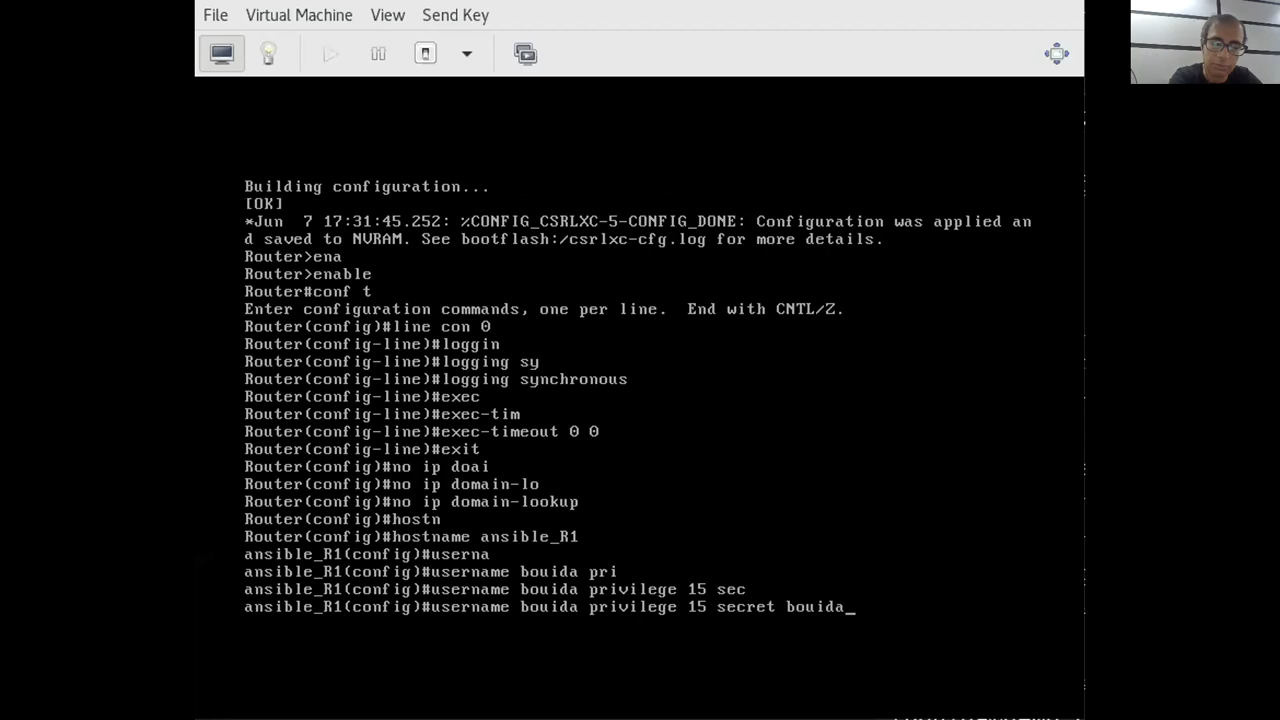 File Virtual Machine View Send Key
Building configuration...
[OK]
*Jun  7 17:31:45.252: %CONFIG_CSRLXC-5-CONFIG_DONE: Configuration was applied an
d saved to NVRAM. See bootflash:/csrlxc-cfg.log for more details.
Router>ena
Router>enable
Router#conf t
Enter configuration commands, one per line.  End with CNTL/Z.
Router(config)#line con 0
Router(config-line)#loggin
Router(config-line)#logging sy
Router(config-line)#logging synchronous
Router(config-line)#exec
Router(config-line)#exec-tim
Router(config-line)#exec-timeout 0 0
Router(config-line)#exit
Router(config)#no ip doai
Router(config)#no ip domain-lo
Router(config)#no ip domain-lookup
Router(config)#hostn
Router(config)#hostname ansible_R1
ansible_R1(config)#userna
ansible_R1(config)#username bouida pri
ansible_R1(config)#username bouida privilege 15 sec
ansible_R1(config)#username bouida privilege 15 secret bouida_